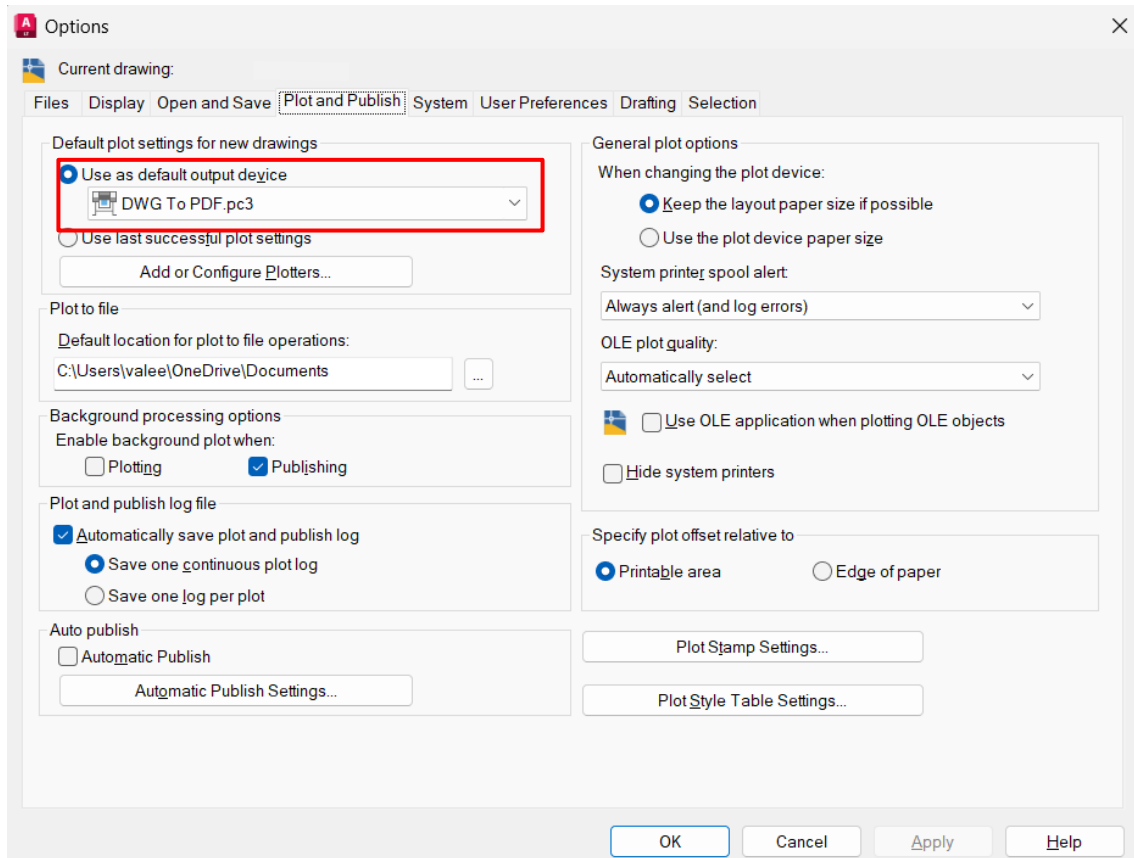 Options
Current drawing:
Files Display Open and Save Plot and Publish System User Preferences Drafting Selection
Default plot settings for new drawings
Use as default output device
DWG To PDF.pc3
Use last successful plot settings
Add or Configure Plotters...
Plot to file
Default location for plot to file operations:
C:\Users\valee\OneDrive\Documents
...
Background processing options
Enable background plot when:
Plotting Publishing
Plot and publish log file
Automatically save plot and publish log
Save one continuous plot log
Save one log per plot
Auto publish
Automatic Publish
Automatic Publish Settings...
General plot options
When changing the plot device:
Keep the layout paper size if possible
Use the plot device paper size
System printer spool alert:
Always alert (and log errors)
OLE plot quality:
Automatically select
Use OLE application when plotting OLE objects
Hide system printers
Specify plot offset relative to
Printable area Edge of paper
Plot Stamp Settings...
Plot Style Table Settings...
OK Cancel Apply Help